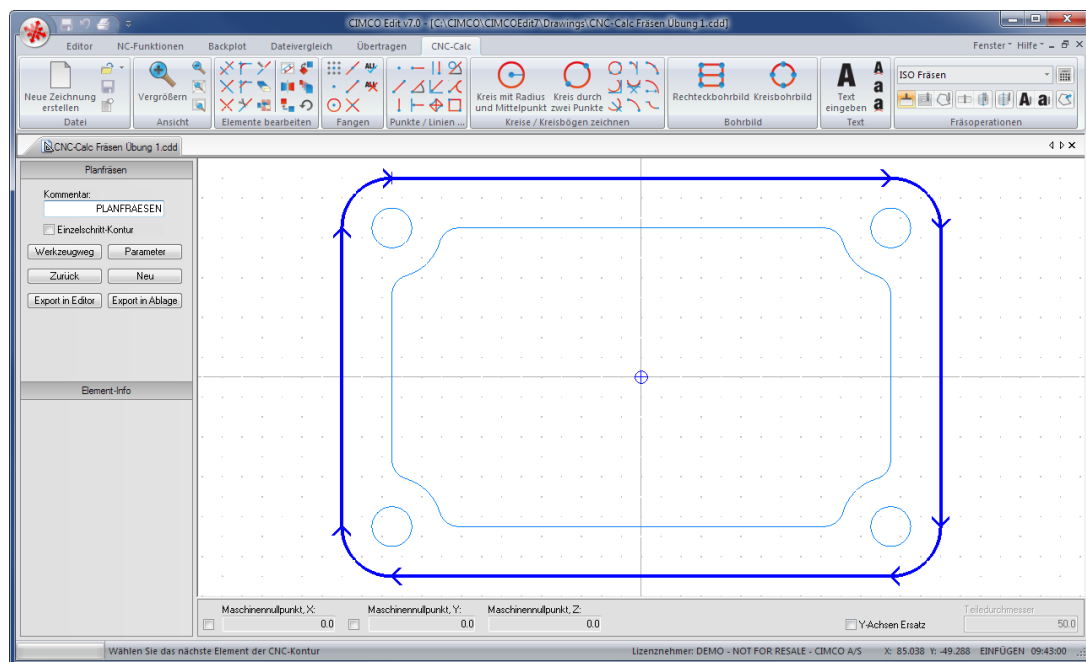 CIMCO Edit v7.0 - [C:\CIMCO\CIMCOEdit7\Drawings\CNC-Calc Fräsen Übung 1.cdd]
Editor NC-Funktionen Backplot Dateivergleich Übertragen CNC-Calc Fenster Hilfe
Neue Zeichnung
erstellen
Vergrößern
ALL
ALL
Kreis mit Radius
und Mittelpunkt
Kreis durch
zwei Punkte
Rechteckbohrbild Kreisbohrbild
A
Text
eingeben
A
a
a
ISO Fräsen
A a
Datei Ansicht Elemente bearbeiten Fangen Punkte / Linien ... Kreise / Kreisbögen zeichnen Bohrbild Text Fräsoperationen
CNC-Calc Fräsen Übung 1.cdd
Planfräsen
Kommentar:
PLANFRAESEN
Einzelschritt-Kontur
Werkzeugweg Parameter
Zurück Neu
Export in Editor Export in Ablage
Element-Info
Maschinennullpunkt, X: Maschinennullpunkt, Y: Maschinennullpunkt, Z: Teiledurchmesser
0.0 0.0 0.0 Y-Achsen Ersatz 50.0
Wählen Sie das nächste Element der CNC-Kontur Lizenznehmer: DEMO - NOT FOR RESALE - CIMCO A/S X: 85.038 Y: -49.288 EINFÜGEN 09:43:00